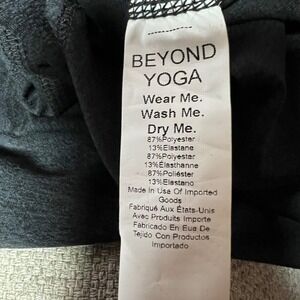 BEYOND
YOGA
Wear Me.
Wash Me.
Dry Me.
87%Polyester
13%Elastane
87%Polyester
13%Élasthanne
87%Poliéster
13%Elastano
Made In Usa Of Imported
Goods
Fabriqué Aux États-Unis
Avec Produits Importés
Fabricado En Eua De
Tejido Con Productos
Importado